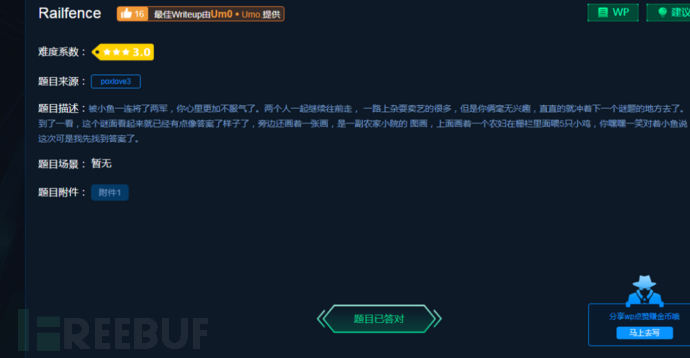 Railfence
16 最佳Writeup由Um0 • Umo提供
WP
建议
难度系数： 3.0
题目来源： poxlove3
题目描述：被小鱼一连将了两军，你心里更加不服气了。两个人一起继续往前走， 一路上杂耍卖艺的很多，但是你俩毫无兴趣，直直的就冲着下一个谜题的地方去了。
到了一看，这个谜面看起来就已经有点像答案了样子了，旁边还画着一张画，是一副农家小院的 图画，上面画着一个农妇在栅栏里面喂5只小鸡，你嘿嘿一笑对着小鱼说
这次可是我先找到答案了。
题目场景： 暂无
题目附件： 附件1
题目已答对
分享wp点赞赚金币哦
马上去写
FREEBUF